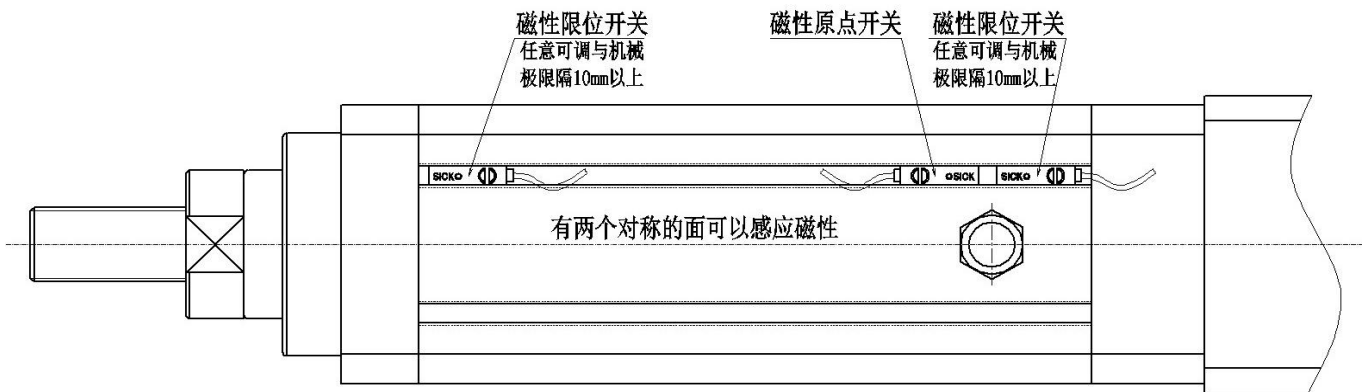 磁性限位开关
任意可调与机械
极限隔10mm以上
磁性原点开关
磁性限位开关
任意可调与机械
极限隔10mm以上
SICK
SICK
SICK
有两个对称的面可以感应磁性